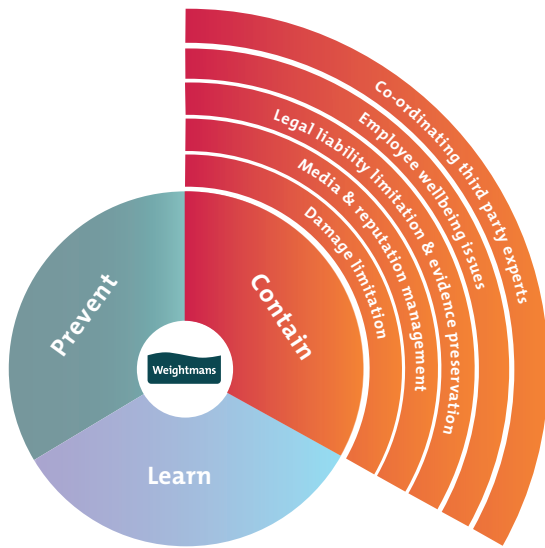 Co-ordinating third party experts
Employee wellbeing issues
Legal liability limitation & evidence preservation
Media & reputation management
Damage limitation
Contain
Prevent
Weightmans
Learn